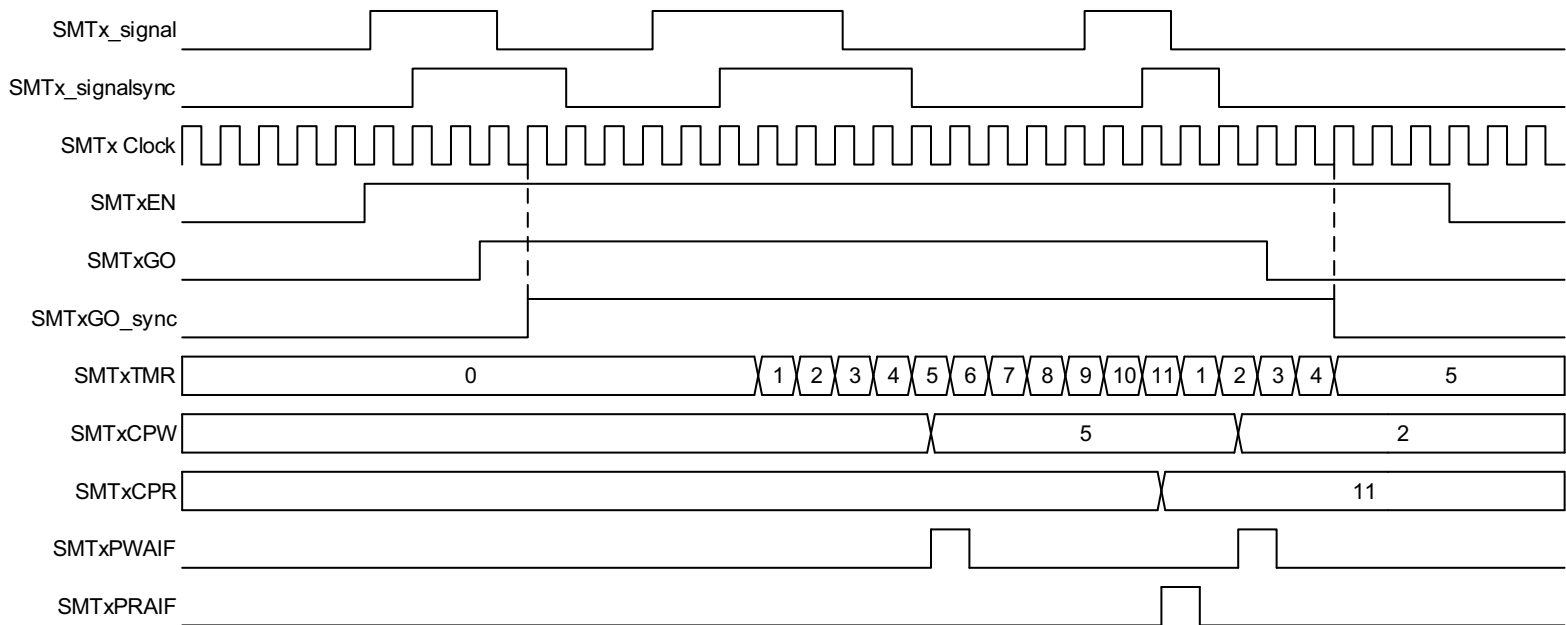 SMTx_signal
SMTx_signalsync
SMTx Clock
SMTxEN
SMTxGO
SMTxGO_sync
SMTxTMR 0 1 2 3 4 5 6 7 8 9 10 11 1 2 3 4 5
SMTxCPW 5 2
SMTxCPR 11
SMTxPWAIF
SMTxPRAIF